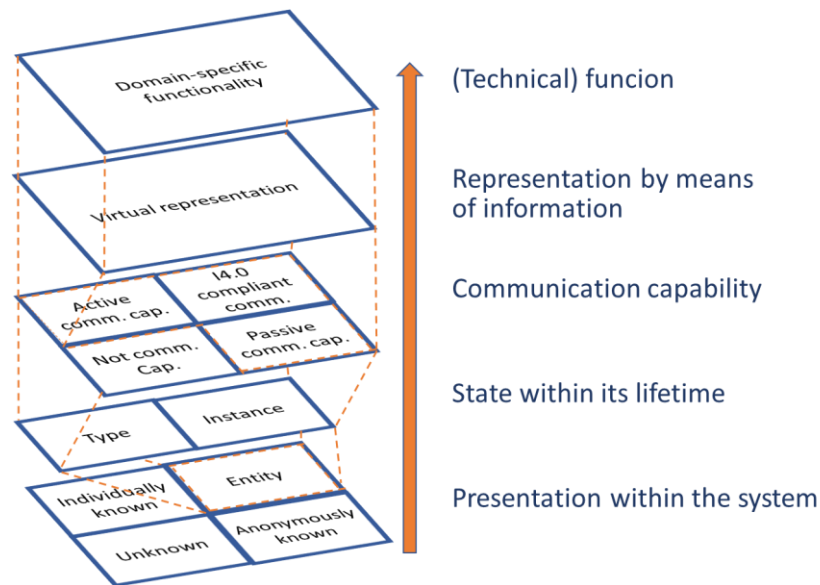 Domain-specific
functionality
(Technical) funcion
Virtual representation
Representation by means
of information
Active
comm. cap.
I4.0
compliant
comm.
Not comm.
Cap.
Passive
comm. cap.
Communication capability
Type
Instance
State within its lifetime
Individually
known
Entity
Unknown
Anonymously
known
Presentation within the system